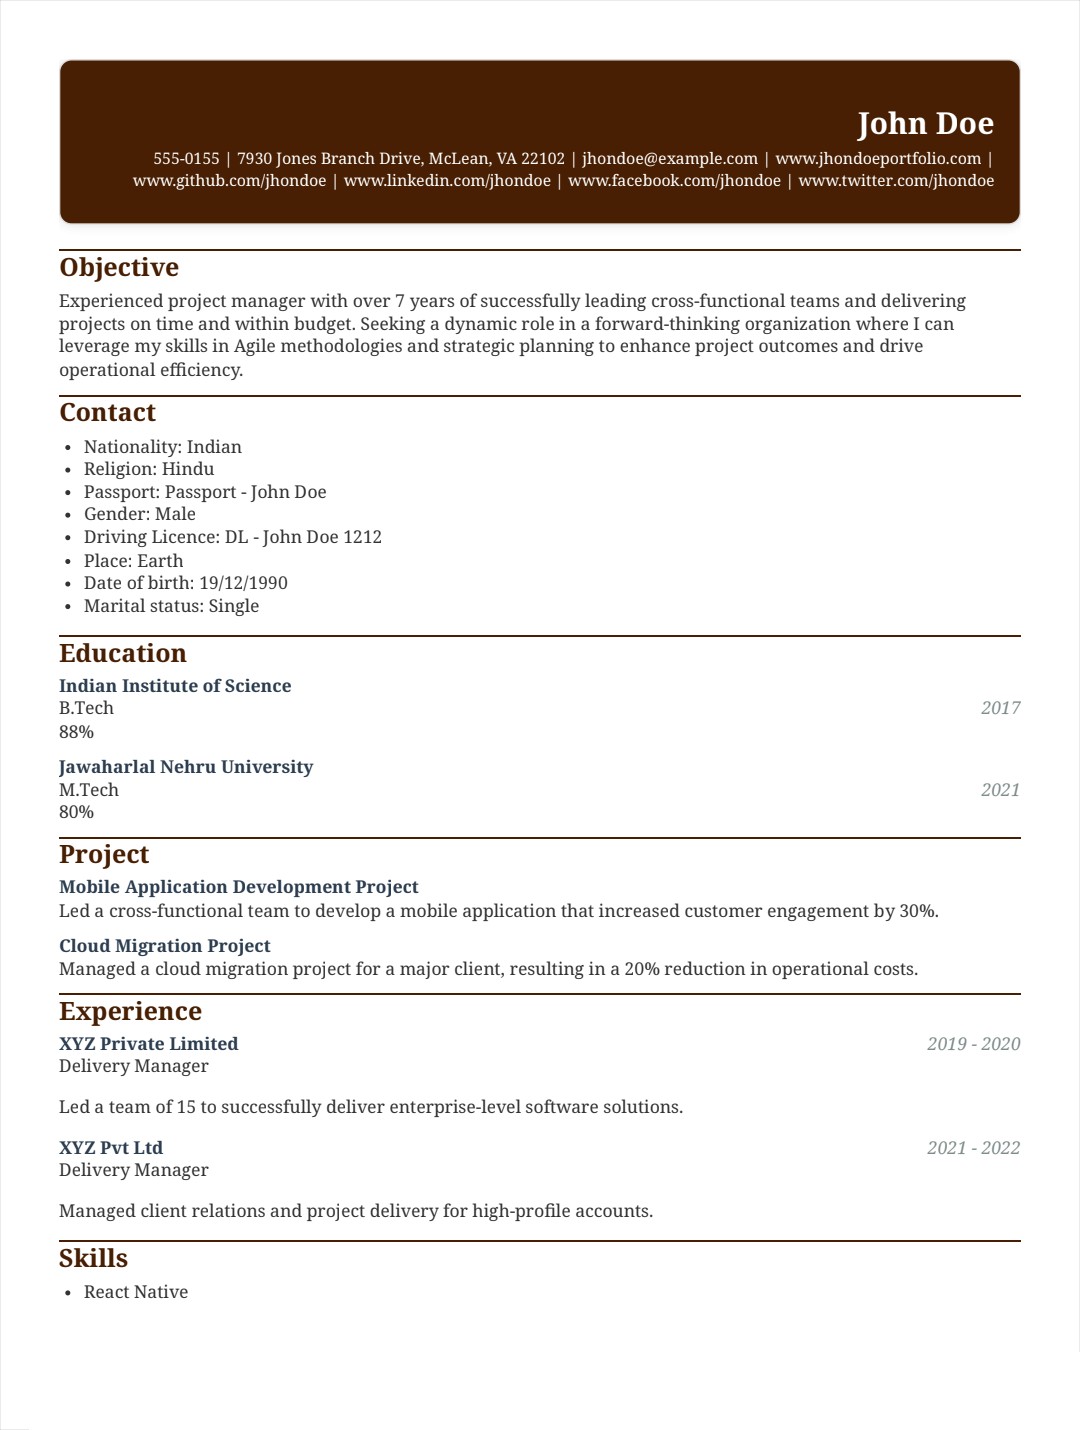 John Doe
555-0155 | 7930 Jones Branch Drive, McLean, VA 22102 | jhondoe@example.com | www.jhondoeportfolio.com |
www.github.com/jhondoe | www.linkedin.com/jhondoe | www.facebook.com/jhondoe | www.twitter.com/jhondoe
Objective
Experienced project manager with over 7 years of successfully leading cross-functional teams and delivering
projects on time and within budget. Seeking a dynamic role in a forward-thinking organization where I can
leverage my skills in Agile methodologies and strategic planning to enhance project outcomes and drive
operational efficiency.
Contact
• Nationality: Indian
• Religion: Hindu
• Passport: Passport - John Doe
• Gender: Male
• Driving Licence: DL - John Doe 1212
• Place: Earth
• Date of birth: 19/12/1990
• Marital status: Single
Education
Indian Institute of Science
B.Tech 2017
88%
Jawaharlal Nehru University
M.Tech 2021
80%
Project
Mobile Application Development Project
Led a cross-functional team to develop a mobile application that increased customer engagement by 30%.
Cloud Migration Project
Managed a cloud migration project for a major client, resulting in a 20% reduction in operational costs.
Experience
XYZ Private Limited 2019 - 2020
Delivery Manager
Led a team of 15 to successfully deliver enterprise-level software solutions.
XYZ Pvt Ltd 2021 - 2022
Delivery Manager
Managed client relations and project delivery for high-profile accounts.
Skills
• React Native